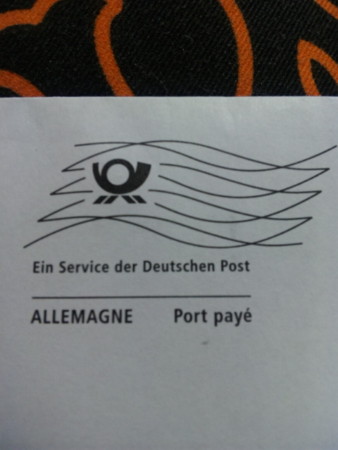 Ein Service der Deutschen Post
ALLEMAGNE Port payé